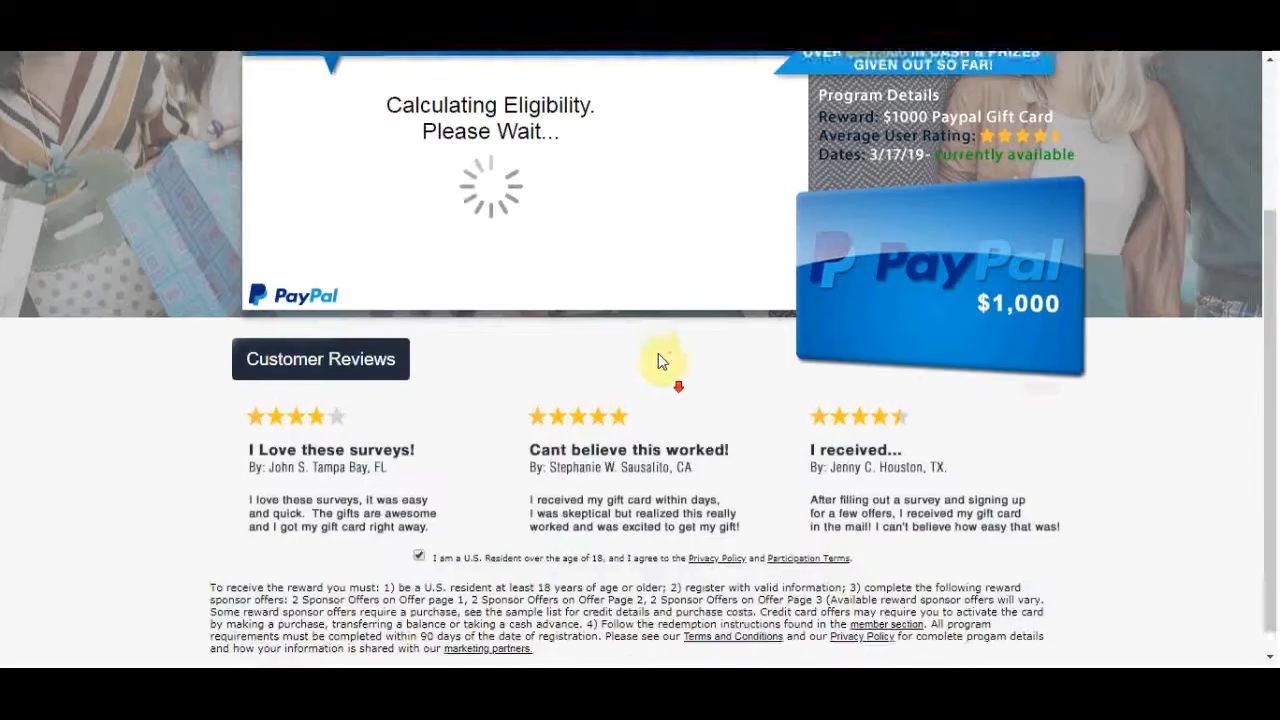 CASH & PRIZES
GIVEN OUT SO FAR!
Calculating Eligibility.
Please Wait...
Program Details
Reward: $1000 Paypal Gift Card
Average User Rating:
Dates: 3/17/19- Currently available
PayPal
$1,000
PayPal
Customer Reviews
I Love these surveys!
By: John S. Tampa Bay, FL
I love these surveys, it was easy
and quick. The gifts are awesome
and I got my gift card right away.
Cant believe this worked!
By: Stephanie W. Sausalito, CA
I received my gift card within days,
I was skeptical but realized this really
worked and was excited to get my gift!
I received...
By: Jenny C. Houston, TX.
After filling out a survey and signing up
for a few offers, I received my gift card
in the mail! I can't believe how easy that was!
I am a U.S. Resident over the age of 18, and I agree to the Privacy Policy and Participation Terms.
To receive the reward you must: 1) be a U.S. resident at least 18 years of age or older; 2) register with valid information; 3) complete the following reward
sponsor offers: 2 Sponsor Offers on Offer page 1, 2 Sponsor Offers on Offer Page 2, 2 Sponsor Offers on Offer Page 3 (Available reward sponsor offers will vary.
Some reward sponsor offers require a purchase, see the sample list for credit details and purchase costs. Credit card offers may require you to activate the card
by making a purchase, transferring a balance or taking a cash advance. 4) Follow the redemption instructions found in the member section. All program
requirements must be completed within 90 days of the date of registration. Please see our Terms and Conditions and our Privacy Policy for comolete progam details
and how your information is shared with our marketing partners.